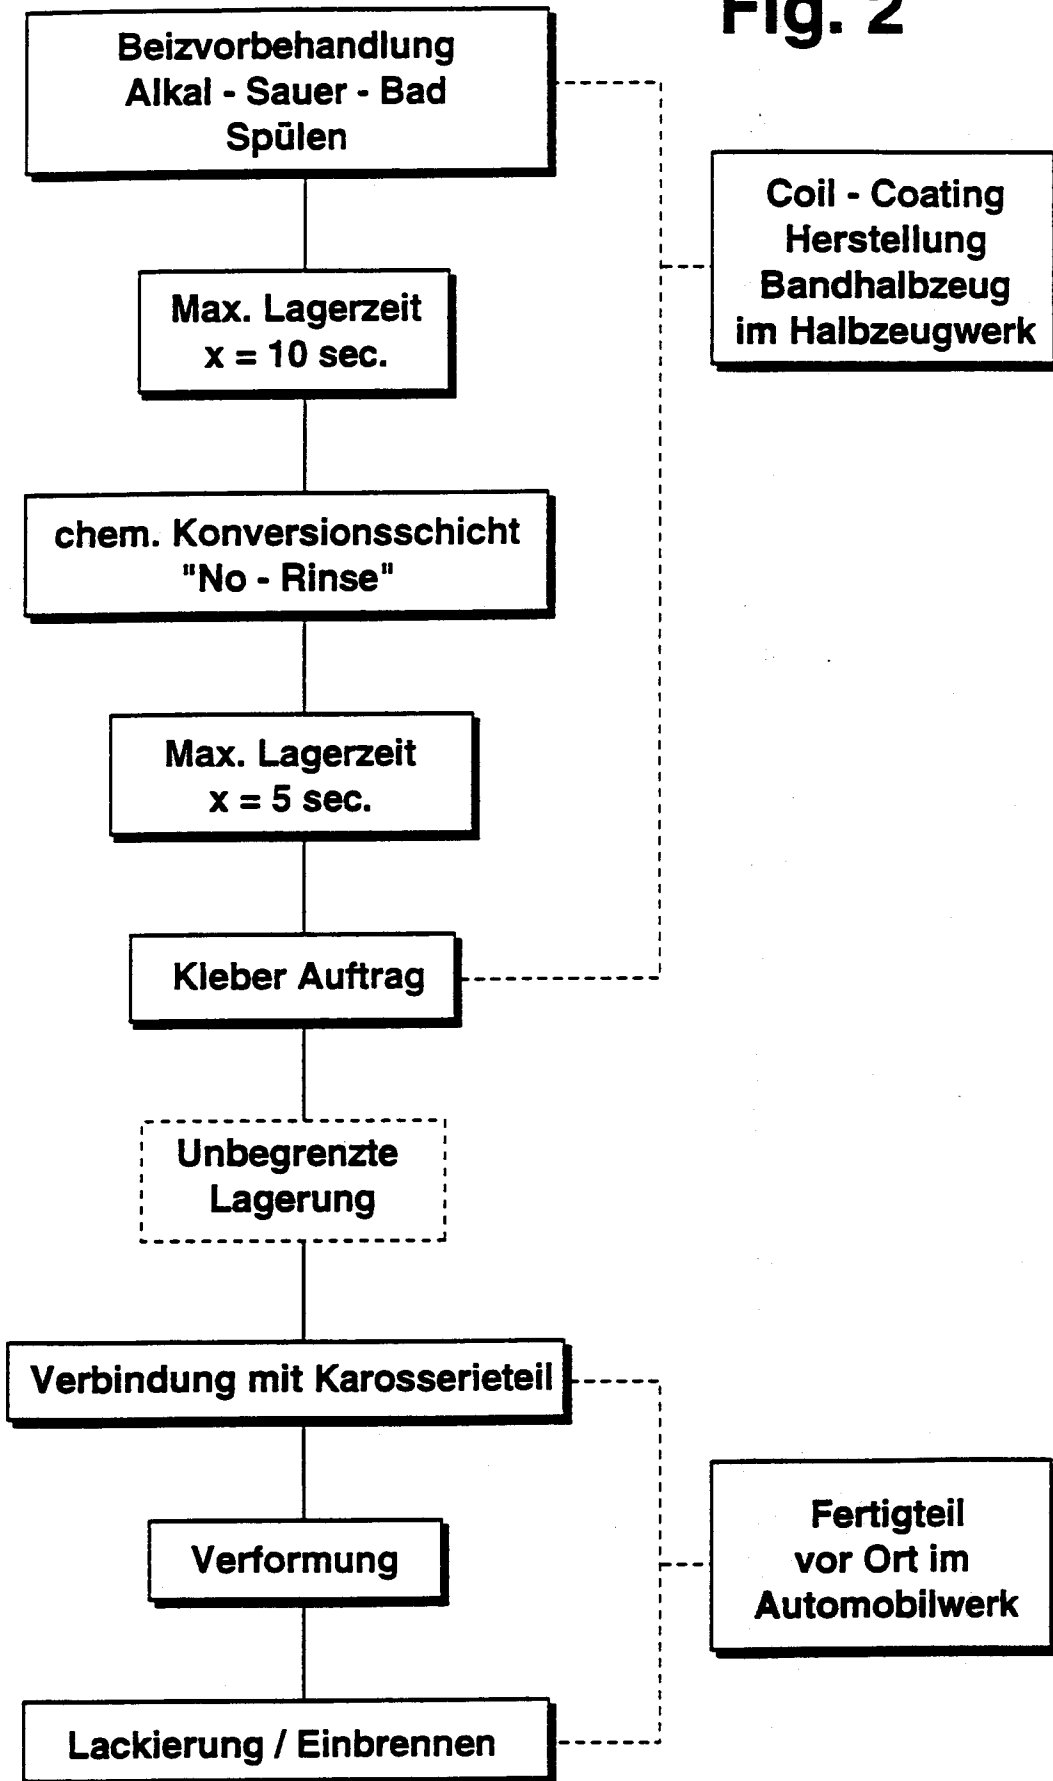 Fig. 2
Beizvorbehandlung
Alkal - Sauer - Bad
Spülen
Coil - Coating
Herstellung
Bandhalbzeug
im Halbzeugwerk
Max. Lagerzeit
x = 10 sec.
chem. Konversionsschicht
"No - Rinse"
Max. Lagerzeit
x = 5 sec.
Kleber Auftrag
Unbegrenzte
Lagerung
Verbindung mit Karosserieteil
Verformung
Fertigteil
vor Ort im
Automobilwerk
Lackierung / Einbrennen